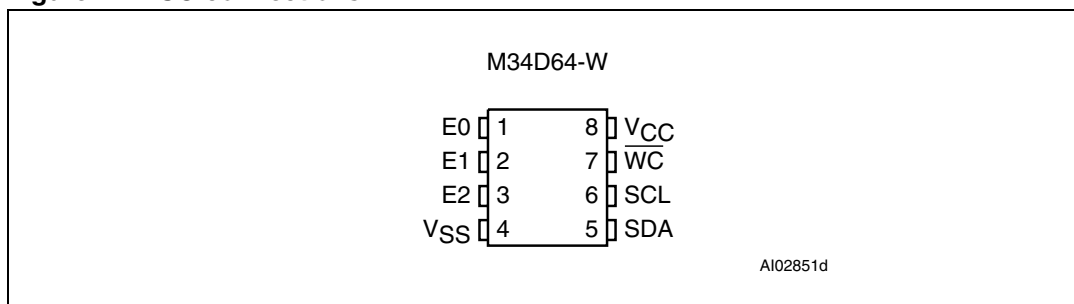 M34D64-W
E0 1 8 VCC
E1 2 7 WC
E2 3 6 SCL
VSS 4 5 SDA
AI02851d